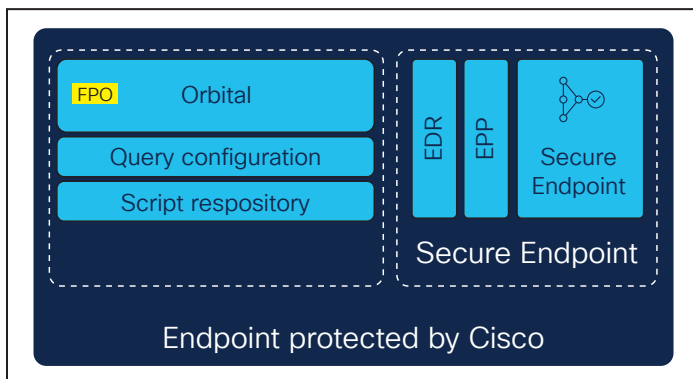 FPO
Orbital
Query configuration
Script respository
EDR
EPP
Secure
Endpoint
Secure Endpoint
Endpoint protected by Cisco